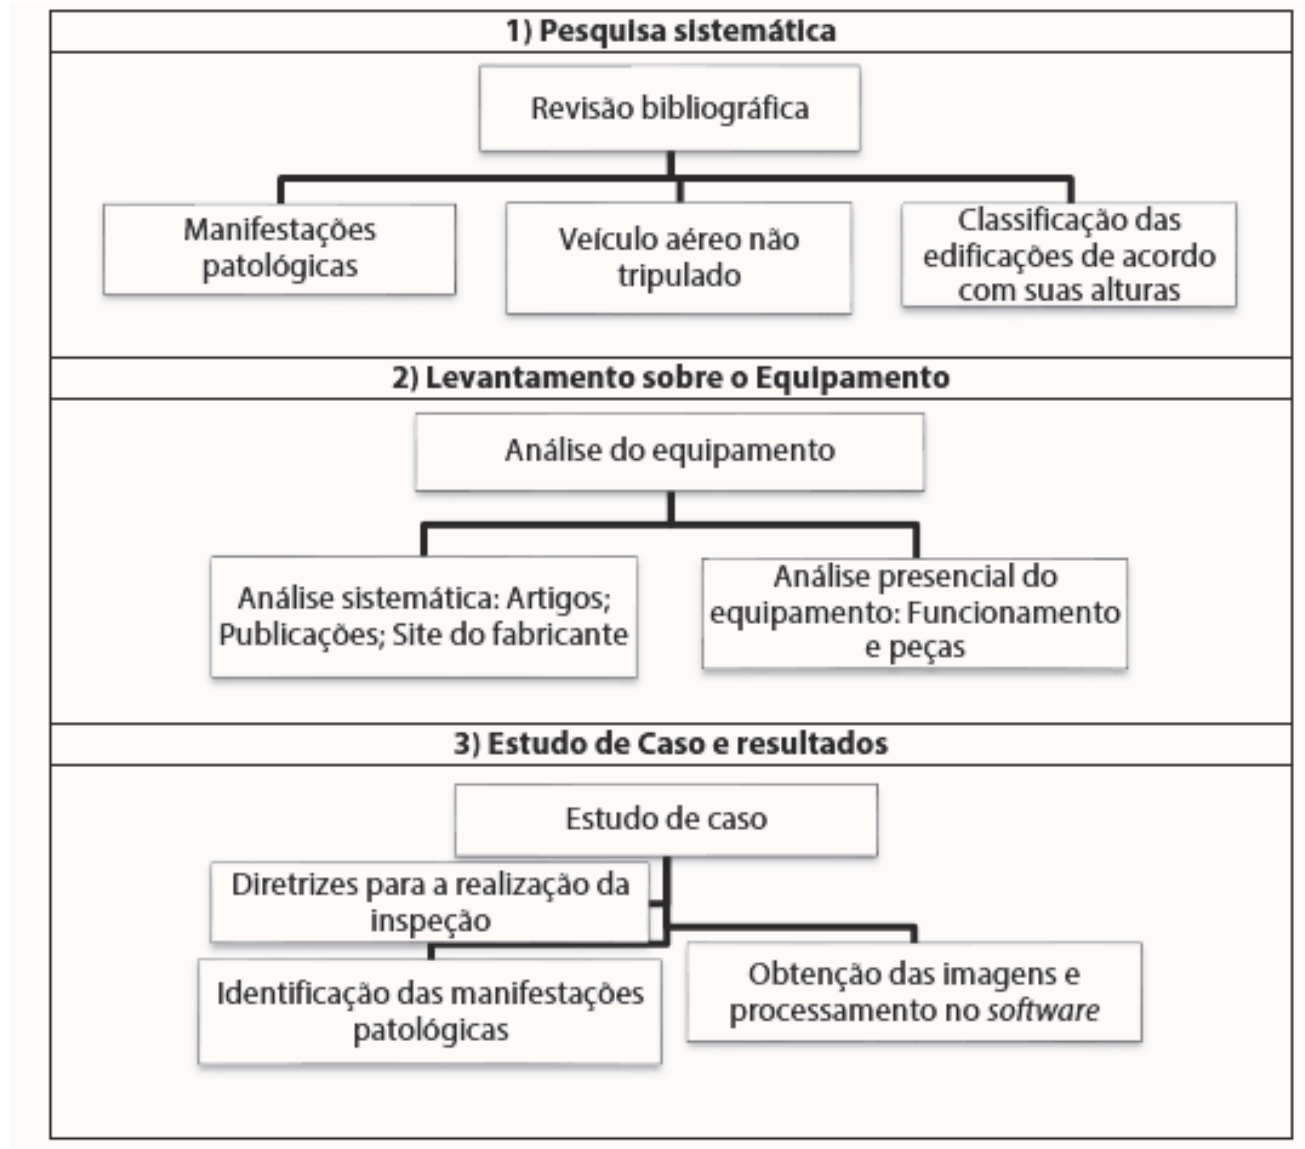 1) Pesquisa sistemática
Revisão bibliográfica
Manifestações
patológicas
Veículo aéreo não
tripulado
Classificação das
edificações de acordo
com suas alturas
2) Levantamento sobre o Equipamento
Análise do equipamento
Análise sistemática: Artigos;
Publicações; Site do fabricante
Análise presencial do
equipamento: Funcionamento
e peças
3) Estudo de Caso e resultados
Estudo de caso
Diretrizes para a realização da
inspeção
Identificação das manifestações
patológicas
Obtenção das imagens e
processamento no software